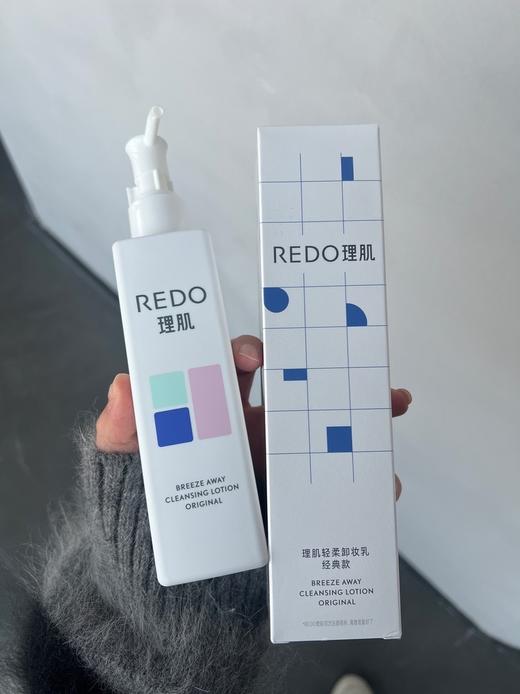 REDO
理肌
BREEZE AWAY
CLEANSING LOTION
ORIGINAL
REDO理肌
理肌轻柔卸妆乳
经典款
BREEZE AWAY
CLEANSING LOTION
ORIGINAL